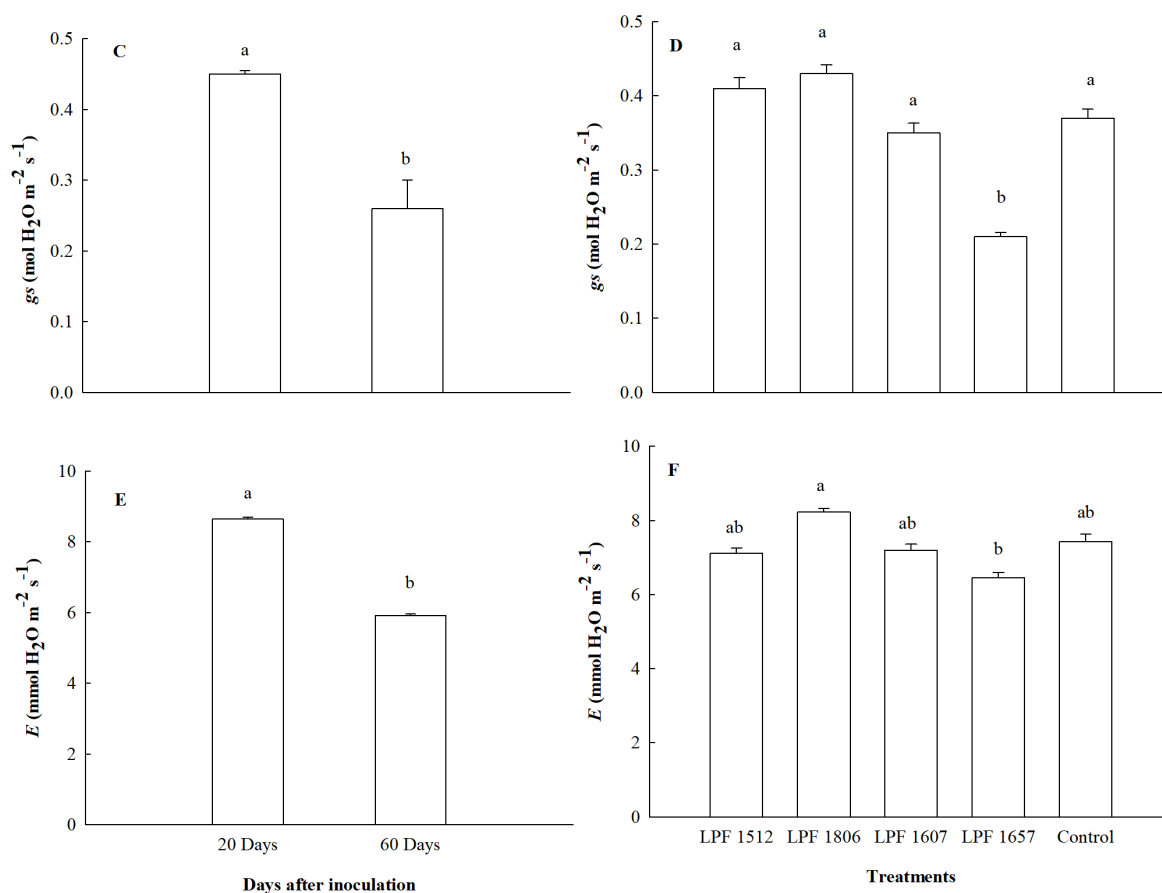 C
a
b
0.5
0.4
0.3
0.2
0.1
0.0
gs (mol H2O m-2 s-1)
D
a
a
a
b
a
0.5
0.4
0.3
0.2
0.1
0.0
gs (mol H2O m-2 s-1)
E
a
b
10
8
6
4
2
0
E (mmol H2O m-2 s-1)
20 Days 60 Days
Days after inoculation
F
ab
a
ab
b
ab
10
8
6
4
2
0
E (mmol H2O m-2 s-1)
LPF 1512 LPF 1806 LPF 1607 LPF 1657 Control
Treatments